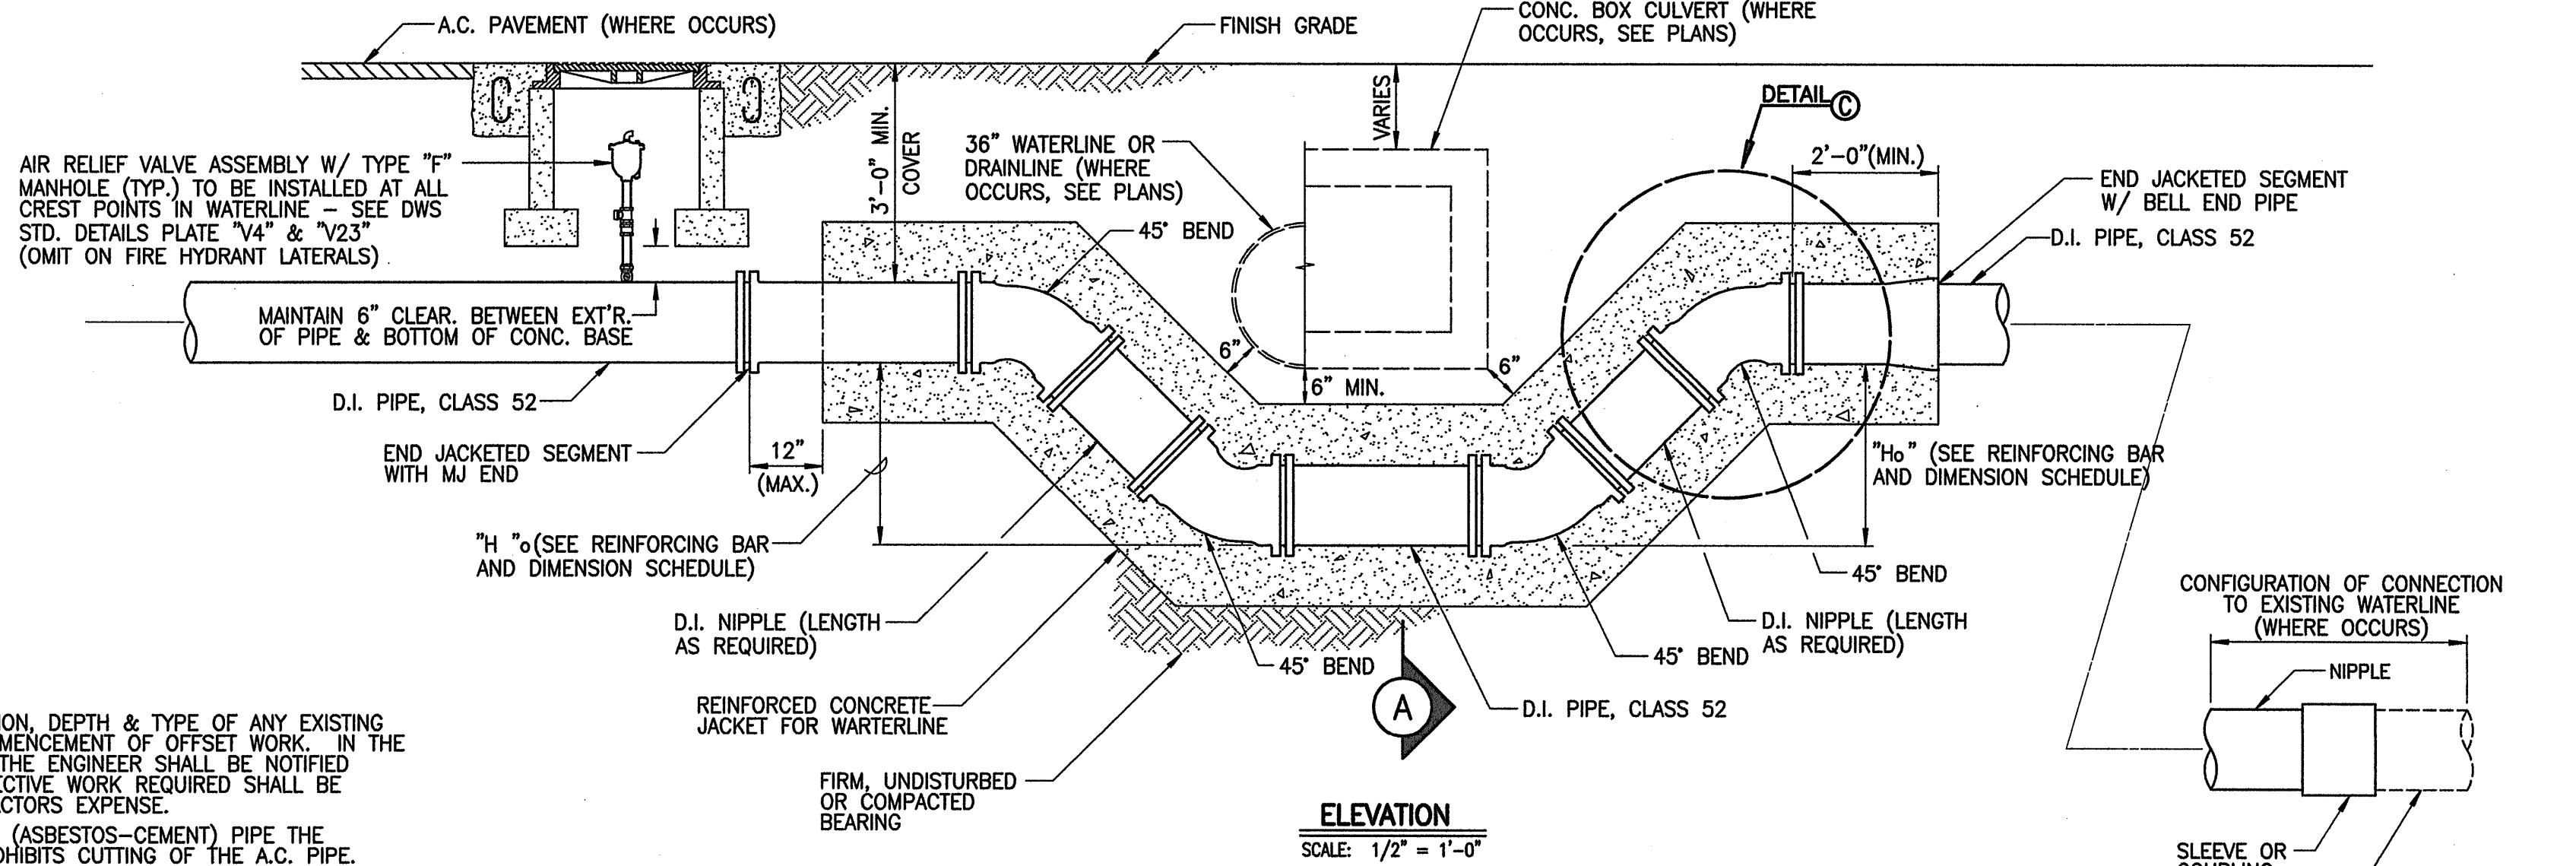 A.C. PAVEMENT (WHERE OCCURS)
FINISH GRADE
CONC. BOX CULVERT (WHERE
OCCURS, SEE PLANS)
AIR RELIEF VALVE ASSEMBLY W/ TYPE "F"
MANHOLE (TYP.) TO BE INSTALLED AT ALL
CREST POINTS IN WATERLINE – SEE DWS
STD. DETAILS PLATE "V4" & "V23"
(OMIT ON FIRE HYDRANT LATERALS)
3'-0" MIN.
COVER
36" WATERLINE OR
DRAINLINE (WHERE
OCCURS, SEE PLANS)
VARIES
DETAIL C
2'-0"(MIN.)
END JACKETED SEGMENT
W/ BELL END PIPE
D.I. PIPE, CLASS 52
45° BEND
MAINTAIN 6" CLEAR. BETWEEN EXT'R.
OF PIPE & BOTTOM OF CONC. BASE
6"
6" MIN.
6"
D.I. PIPE, CLASS 52
END JACKETED SEGMENT
WITH MJ END
12"
(MAX.)
"Ho" (SEE REINFORCING BAR
AND DIMENSION SCHEDULE)
"H "o(SEE REINFORCING BAR
AND DIMENSION SCHEDULE)
45° BEND
D.I. NIPPLE (LENGTH
AS REQUIRED)
D.I. NIPPLE (LENGTH
AS REQUIRED)
45° BEND
45° BEND
REINFORCED CONCRETE
JACKET FOR WARTERLINE
A
D.I. PIPE, CLASS 52
FIRM, UNDISTURBED
OR COMPACTED
BEARING
ELEVATION
SCALE: 1/2" = 1'-0"
CONFIGURATION OF CONNECTION
TO EXISTING WATERLINE
(WHERE OCCURS)
NIPPLE
SLEEVE OR
ION, DEPTH & TYPE OF ANY EXISTING
MENCEMENT OF OFFSET WORK. IN THE
THE ENGINEER SHALL BE NOTIFIED
ECTIVE WORK REQUIRED SHALL BE
ACTORS EXPENSE.
(ASBESTOS-CEMENT) PIPE THE
OHIBITS CUTTING OF THE A.C. PIPE.